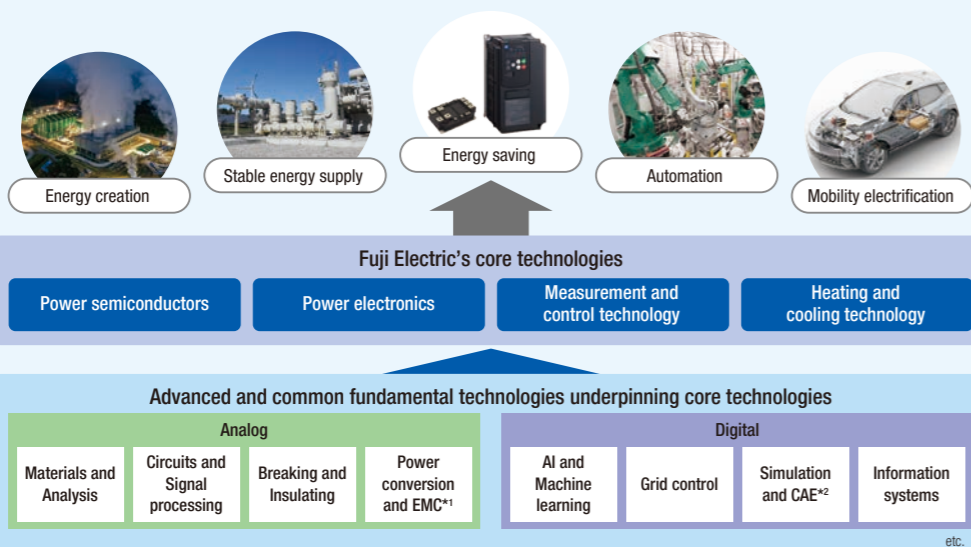 Energy creation
Stable energy supply
Energy saving
Automation
Mobility electrification
Fuji Electric's core technologies
Power semiconductors
Power electronics
Measurement and
control technology
Heating and
cooling technology
Advanced and common fundamental technologies underpinning core technologies
Analog
Materials and
Analysis
Circuits and
Signal
processing
Breaking and
Insulating
Power
conversion
and EMC*1
Digital
AI and
Machine
learning
Grid control
Simulation
and CAE*2
Information
systems
etc.